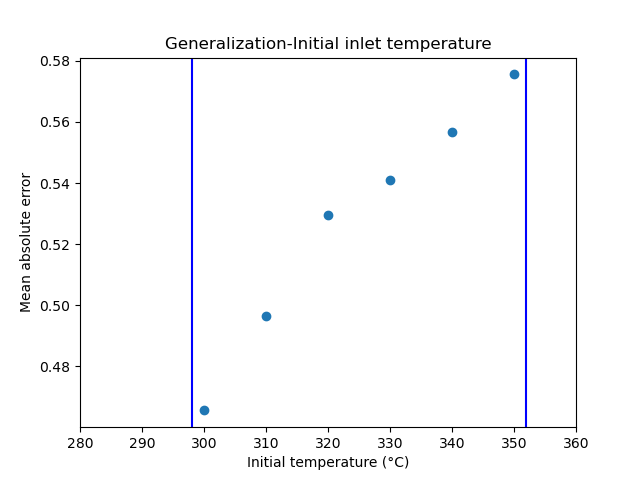 Generalization-Initial inlet temperature
Mean absolute error
0.58
0.56
0.54
0.52
0.50
0.48
280 290 300 310 320 330 340 350 360
Initial temperature (°C)